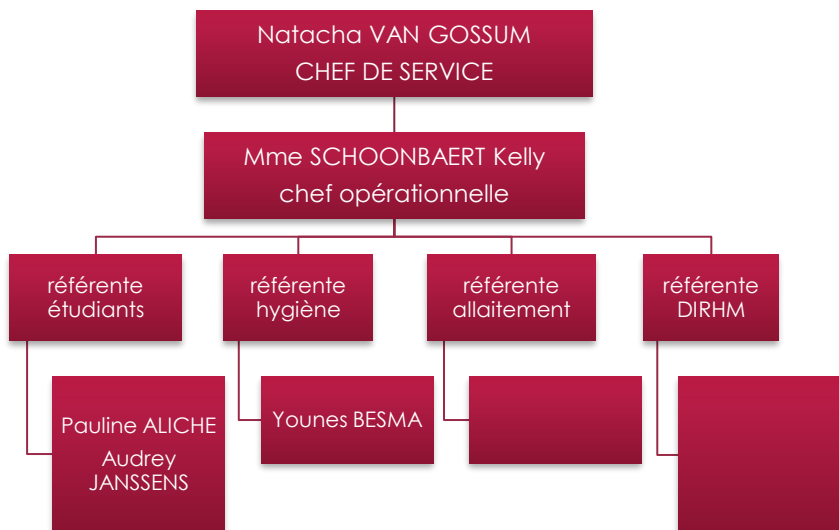 Natacha VAN GOSSUM
CHEF DE SERVICE
Mme SCHOONBAERT Kelly
chef opérationnelle
référente
étudiants
référente
hygiène
référente
allaitement
référente
DIRHM
Pauline ALICHE
Audrey
JANSSENS
Younes BESMA